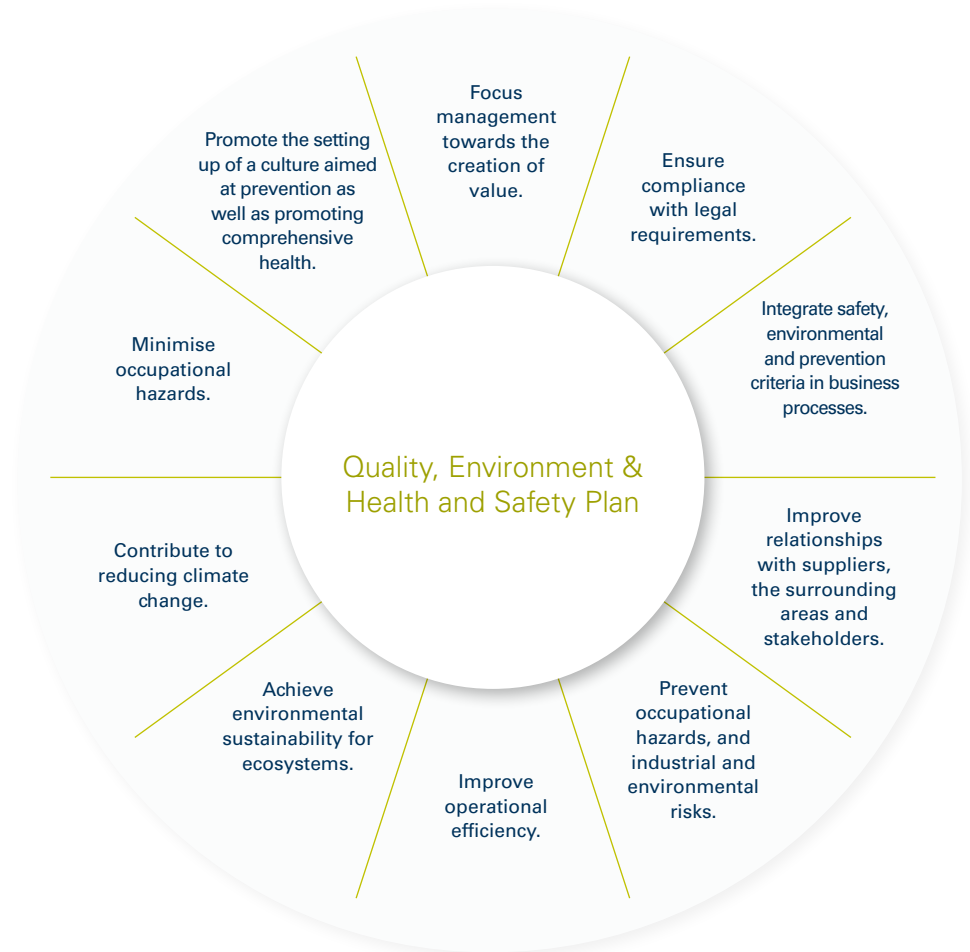 Focus
management
towards the
creation of
value.
Ensure
compliance
with legal
requirements.
Integrate safety,
environmental
and prevention
criteria in business
processes.
Improve
relationships
with suppliers,
the surrounding
areas and
stakeholders.
Prevent
occupational
hazards, and
industrial and
environmental
risks.
Improve
operational
efficiency.
Achieve
environmental
sustainability for
ecosystems.
Contribute to
reducing climate
change.
Minimise
occupational
hazards.
Promote the setting
up of a culture aimed
at prevention as
well as promoting
comprehensive
health.
Quality, Environment &
Health and Safety Plan